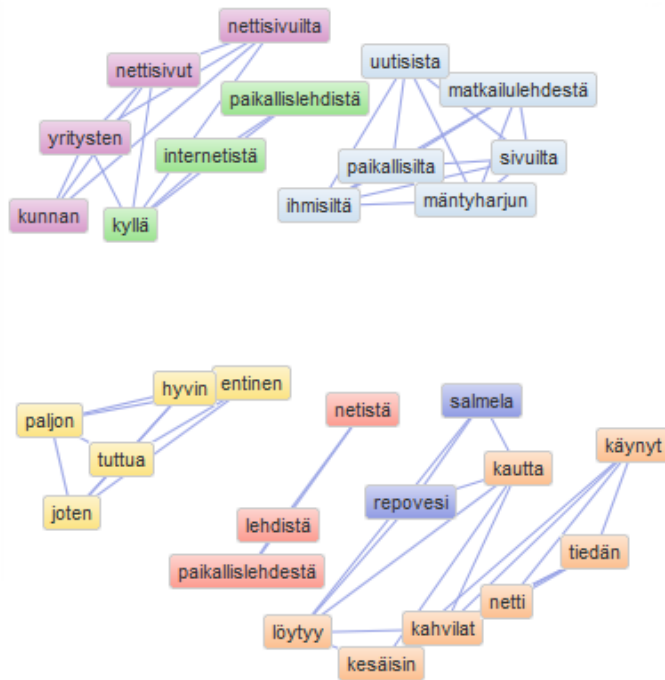 nettisivuilta
nettisivut
paikallislehdistä
yritysten
internetistä
kunnan
kyllä
uutisista
matkailulehdestä
sivuilta
paikallisilta
ihmisiltä
mäntyharjun
entinen
hyvin
paljon
tuttua
joten
netistä
lehdistä
paikallislehdestä
salmela
kautta
käynyt
repovesi
tiedän
netti
löytyy
kahvilat
kesäisin